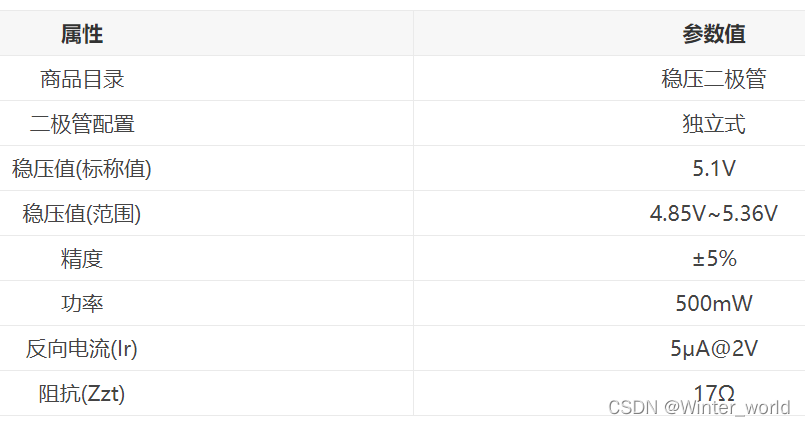 属性 参数值
商品目录 稳压二极管
二极管配置 独立式
稳压值(标称值) 5.1V
稳压值(范围) 4.85V~5.36V
精度 ±5%
功率 500mW
反向电流(Ir) 5μA@2V
阻抗(Zzt) 17Ω
CSDN @Winter_world